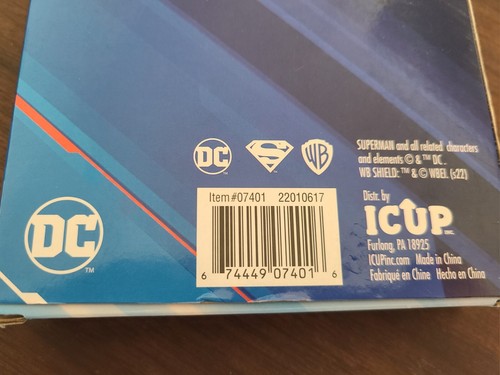 DC
TM
DC
WB
SUPERMAN and all related characters
and elements © & ™ DC.
WB SHIELD: ™ & © WBEI. (s22)
Item#07401 22010617
6 74449 07401 6
Distr. by
ICUP INC
Furlong, PA 18925
ICUPinc.com Made in China
Fabriqué en Chine Hecho en China